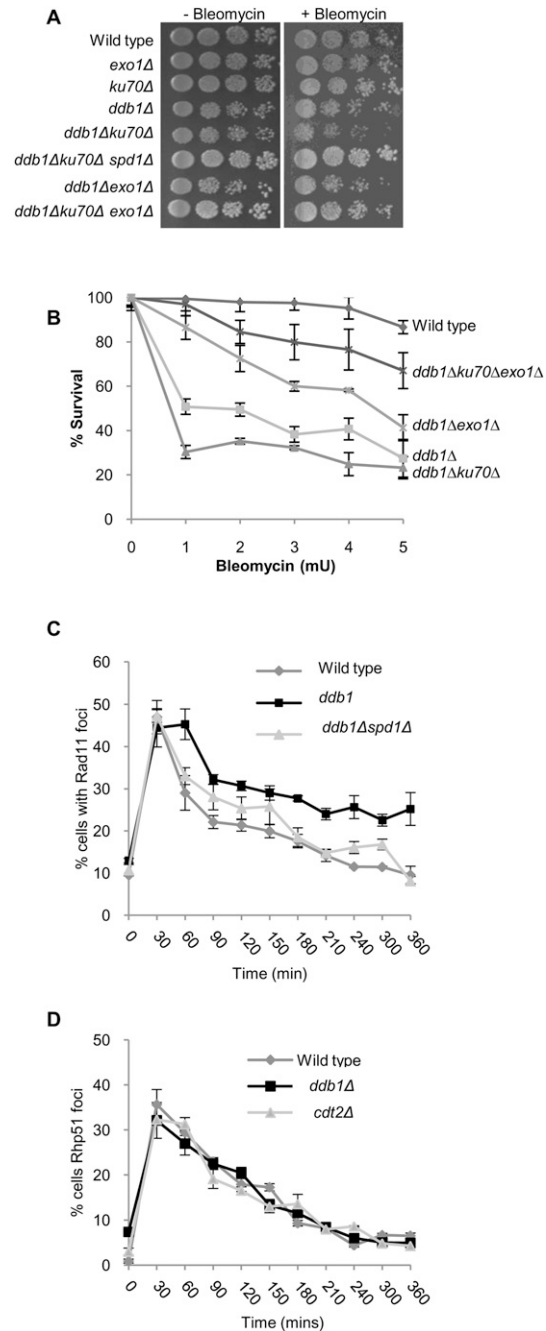 A
- Bleomycin + Bleomycin
Wild type
exo1Δ
ku70Δ
ddb1Δ
ddb1Δku70Δ
ddb1Δku70Δ spd1Δ
ddb1Δexo1Δ
ddb1Δku70Δ exo1Δ
B
% Survival
100
80
60
40
20
0
0 1 2 3 4 5
Bleomycin (mU)
Wild type
ddb1Δku70Δexo1Δ
ddb1Δexo1Δ
ddb1Δ
ddb1Δku70Δ
C
% cells with Rad11 foci
60
50
40
30
20
10
0
0 30 60 90 120 150 180 210 240 300 360
Time (min)
Wild type
ddb1
ddb1Δspd1Δ
D
% cells Rhp51 foci
50
40
30
20
10
0
0 30 60 90 120 150 180 210 240 300 360
Time (mins)
Wild type
ddb1Δ
cdt2Δ